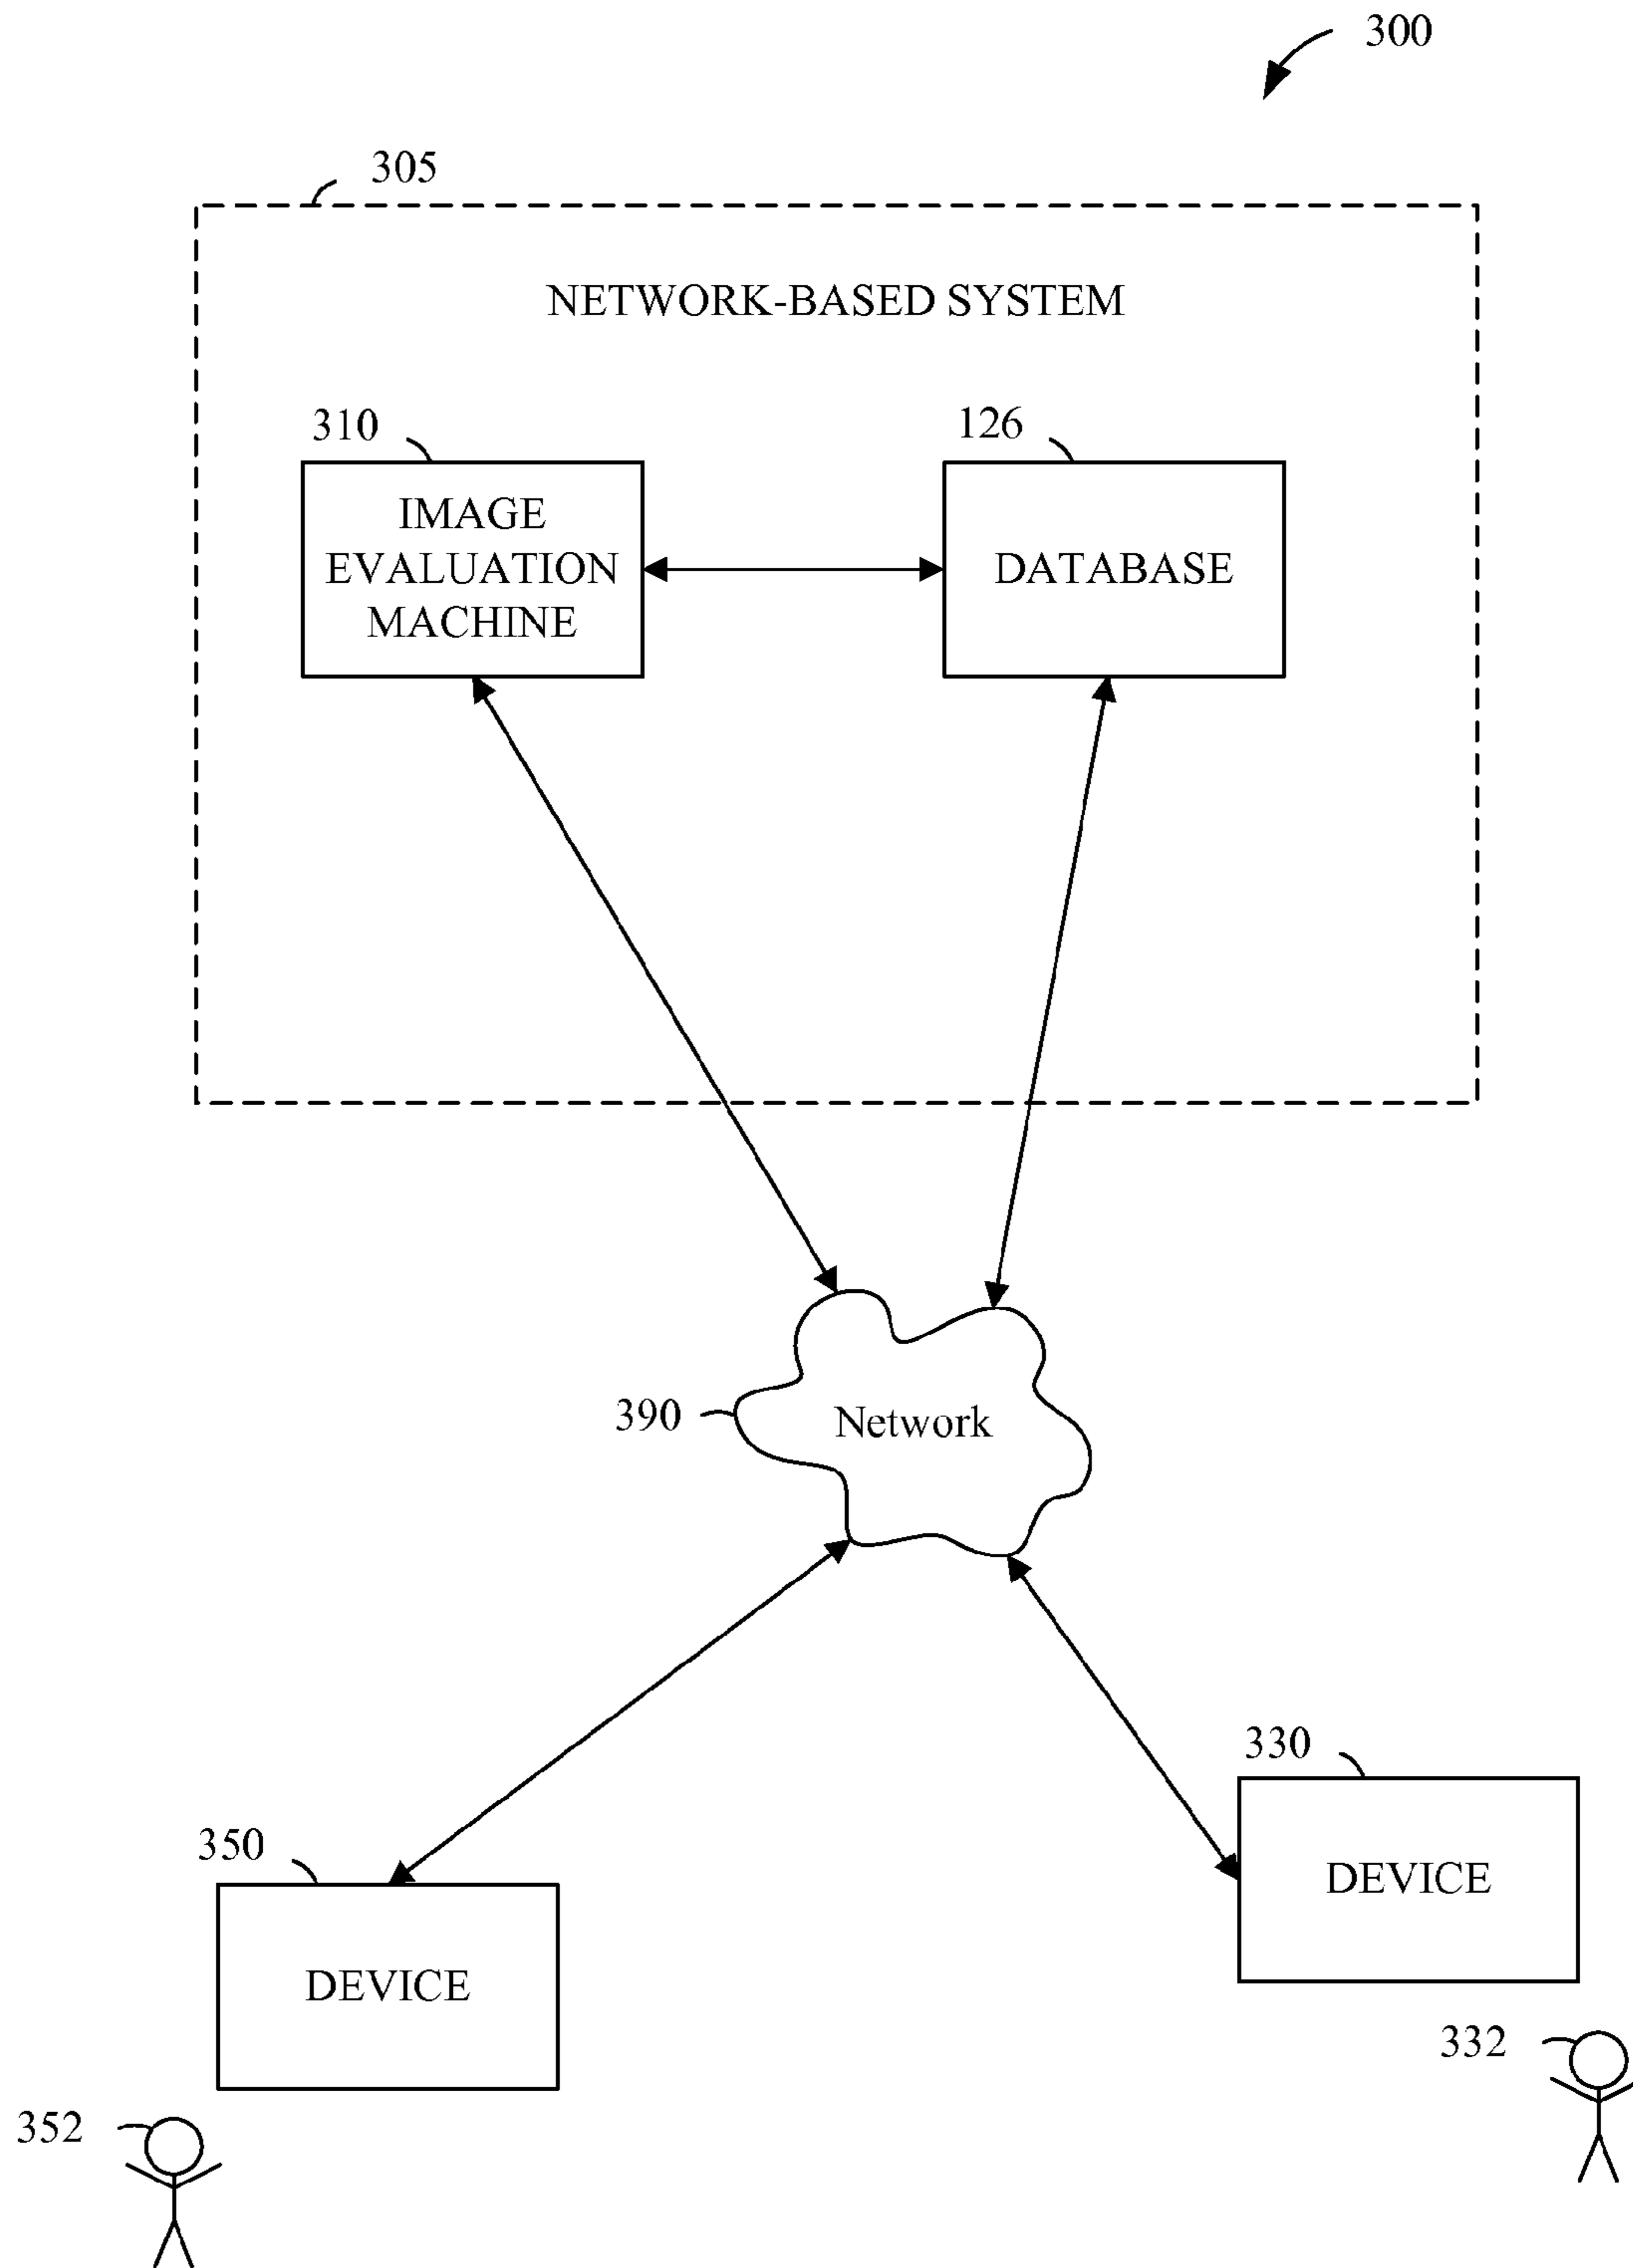 300
305
NETWORK-BASED SYSTEM
310
126
IMAGE
EVALUATION
MACHINE
DATABASE
390
Network
330
DEVICE
350
DEVICE
332
352